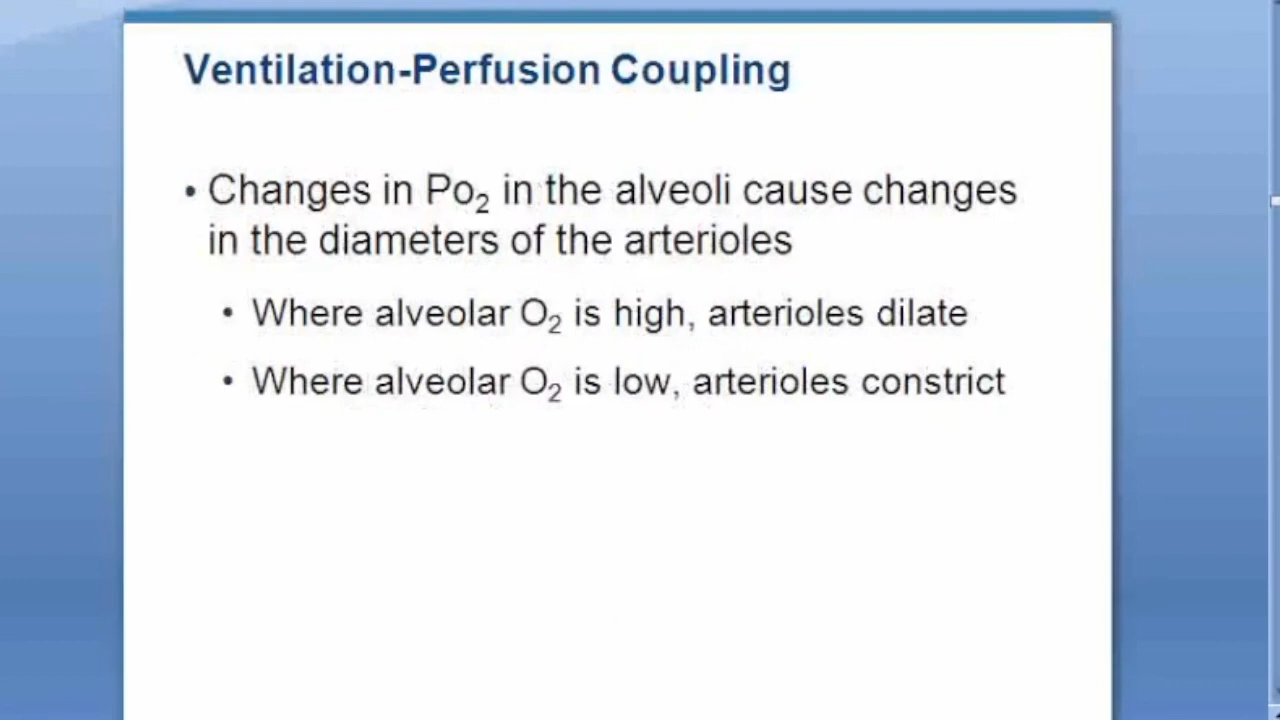 Ventilation-Perfusion Coupling
• Changes in Po₂ in the alveoli cause changes
in the diameters of the arterioles
• Where alveolar O₂ is high, arterioles dilate
• Where alveolar O₂ is low, arterioles constrict